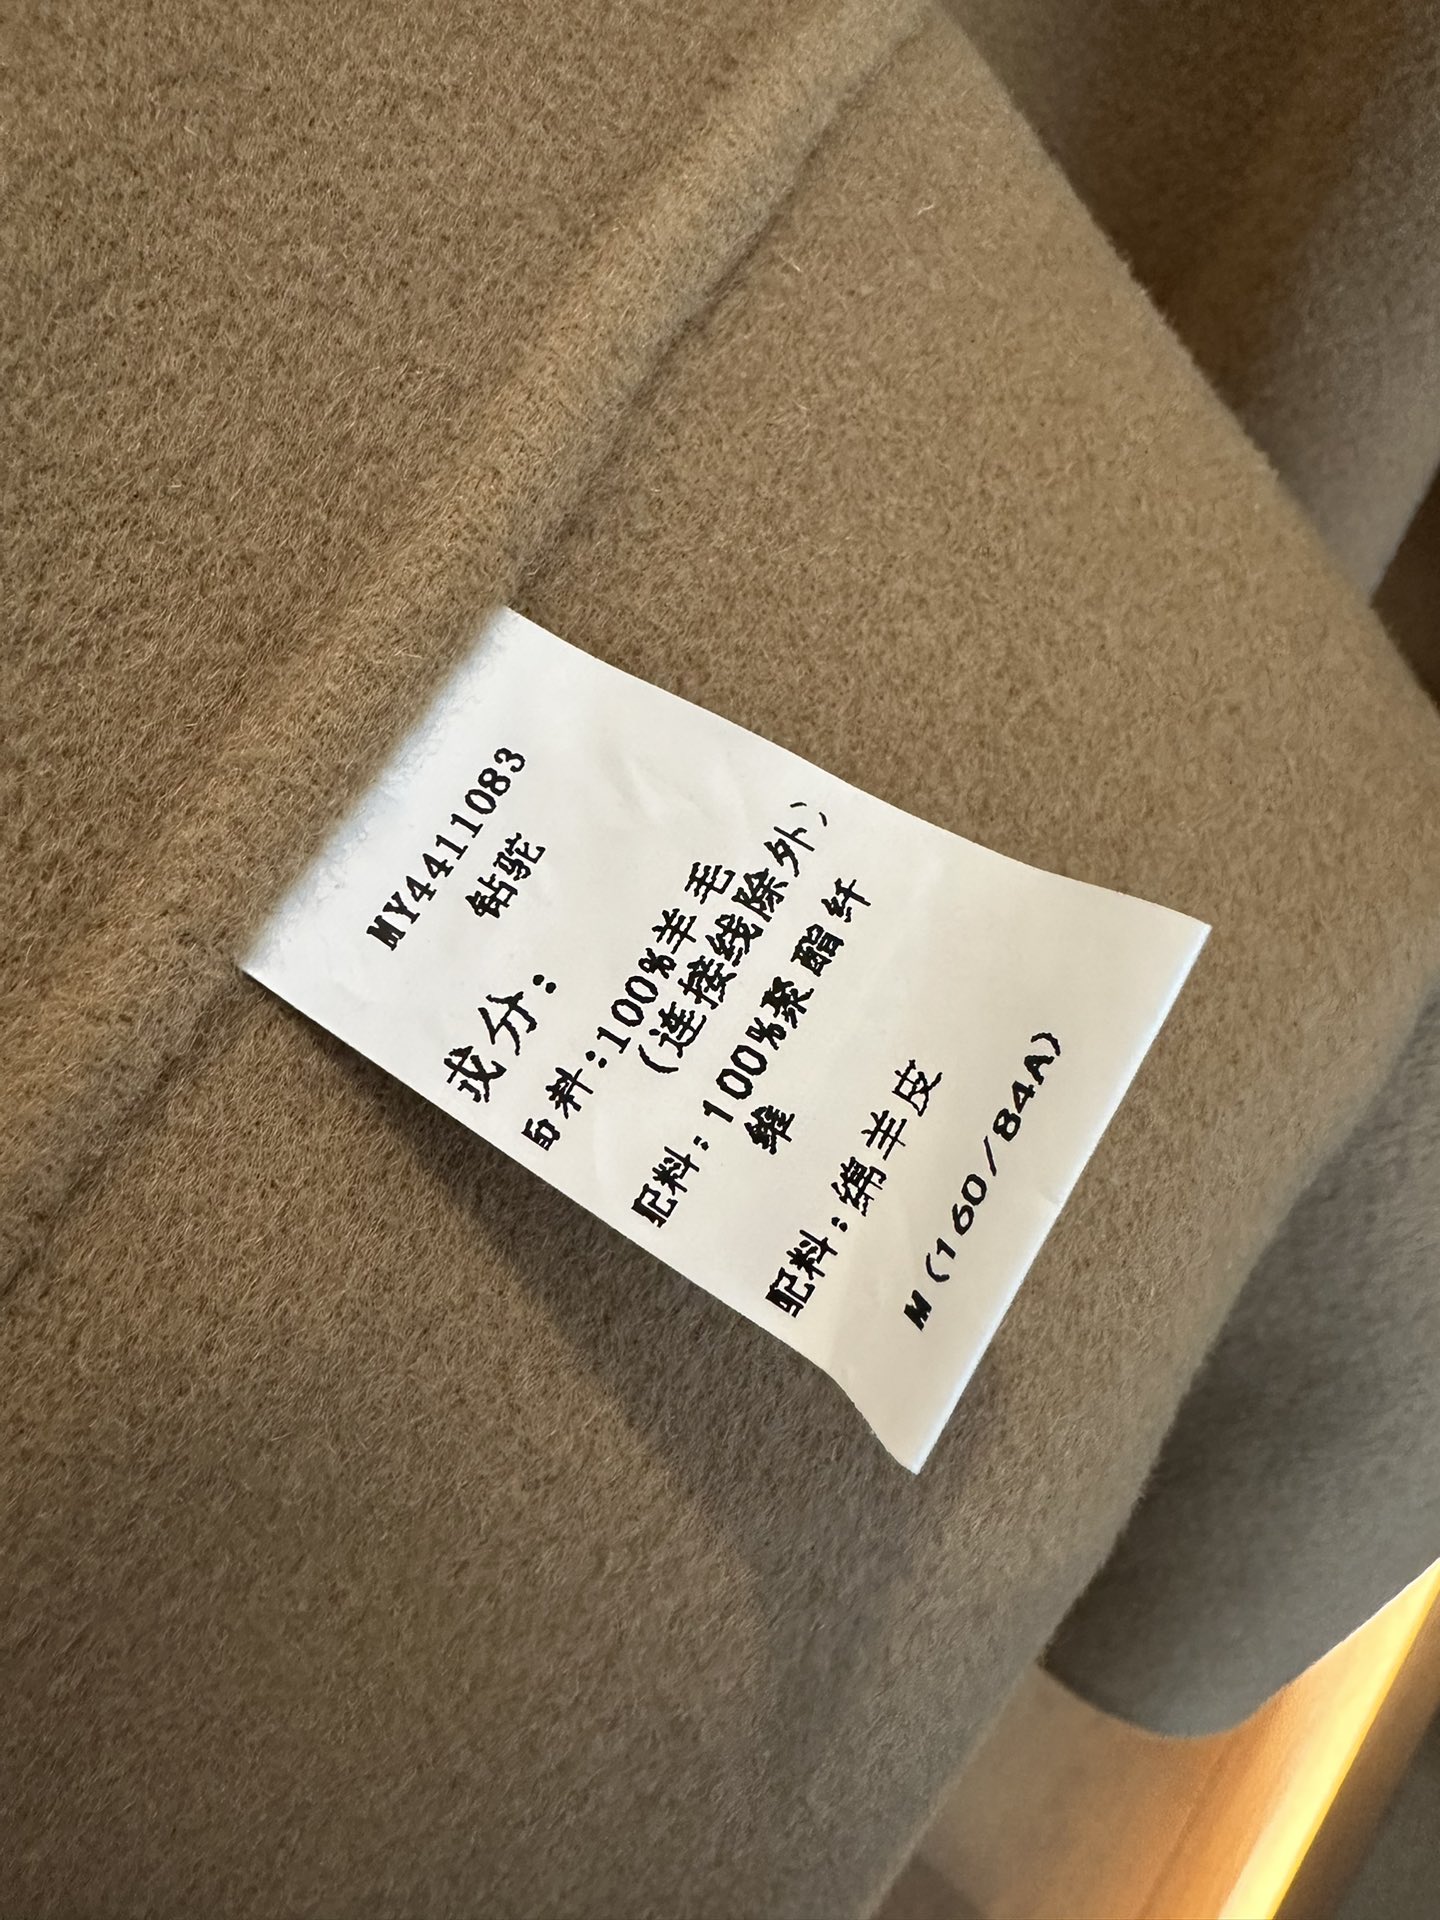 MY4411083
钻驼
成分:
面料:100%羊毛
(连接线除外)
配料:100%聚酯纤
维
配料:绵羊皮
M(160/84A)